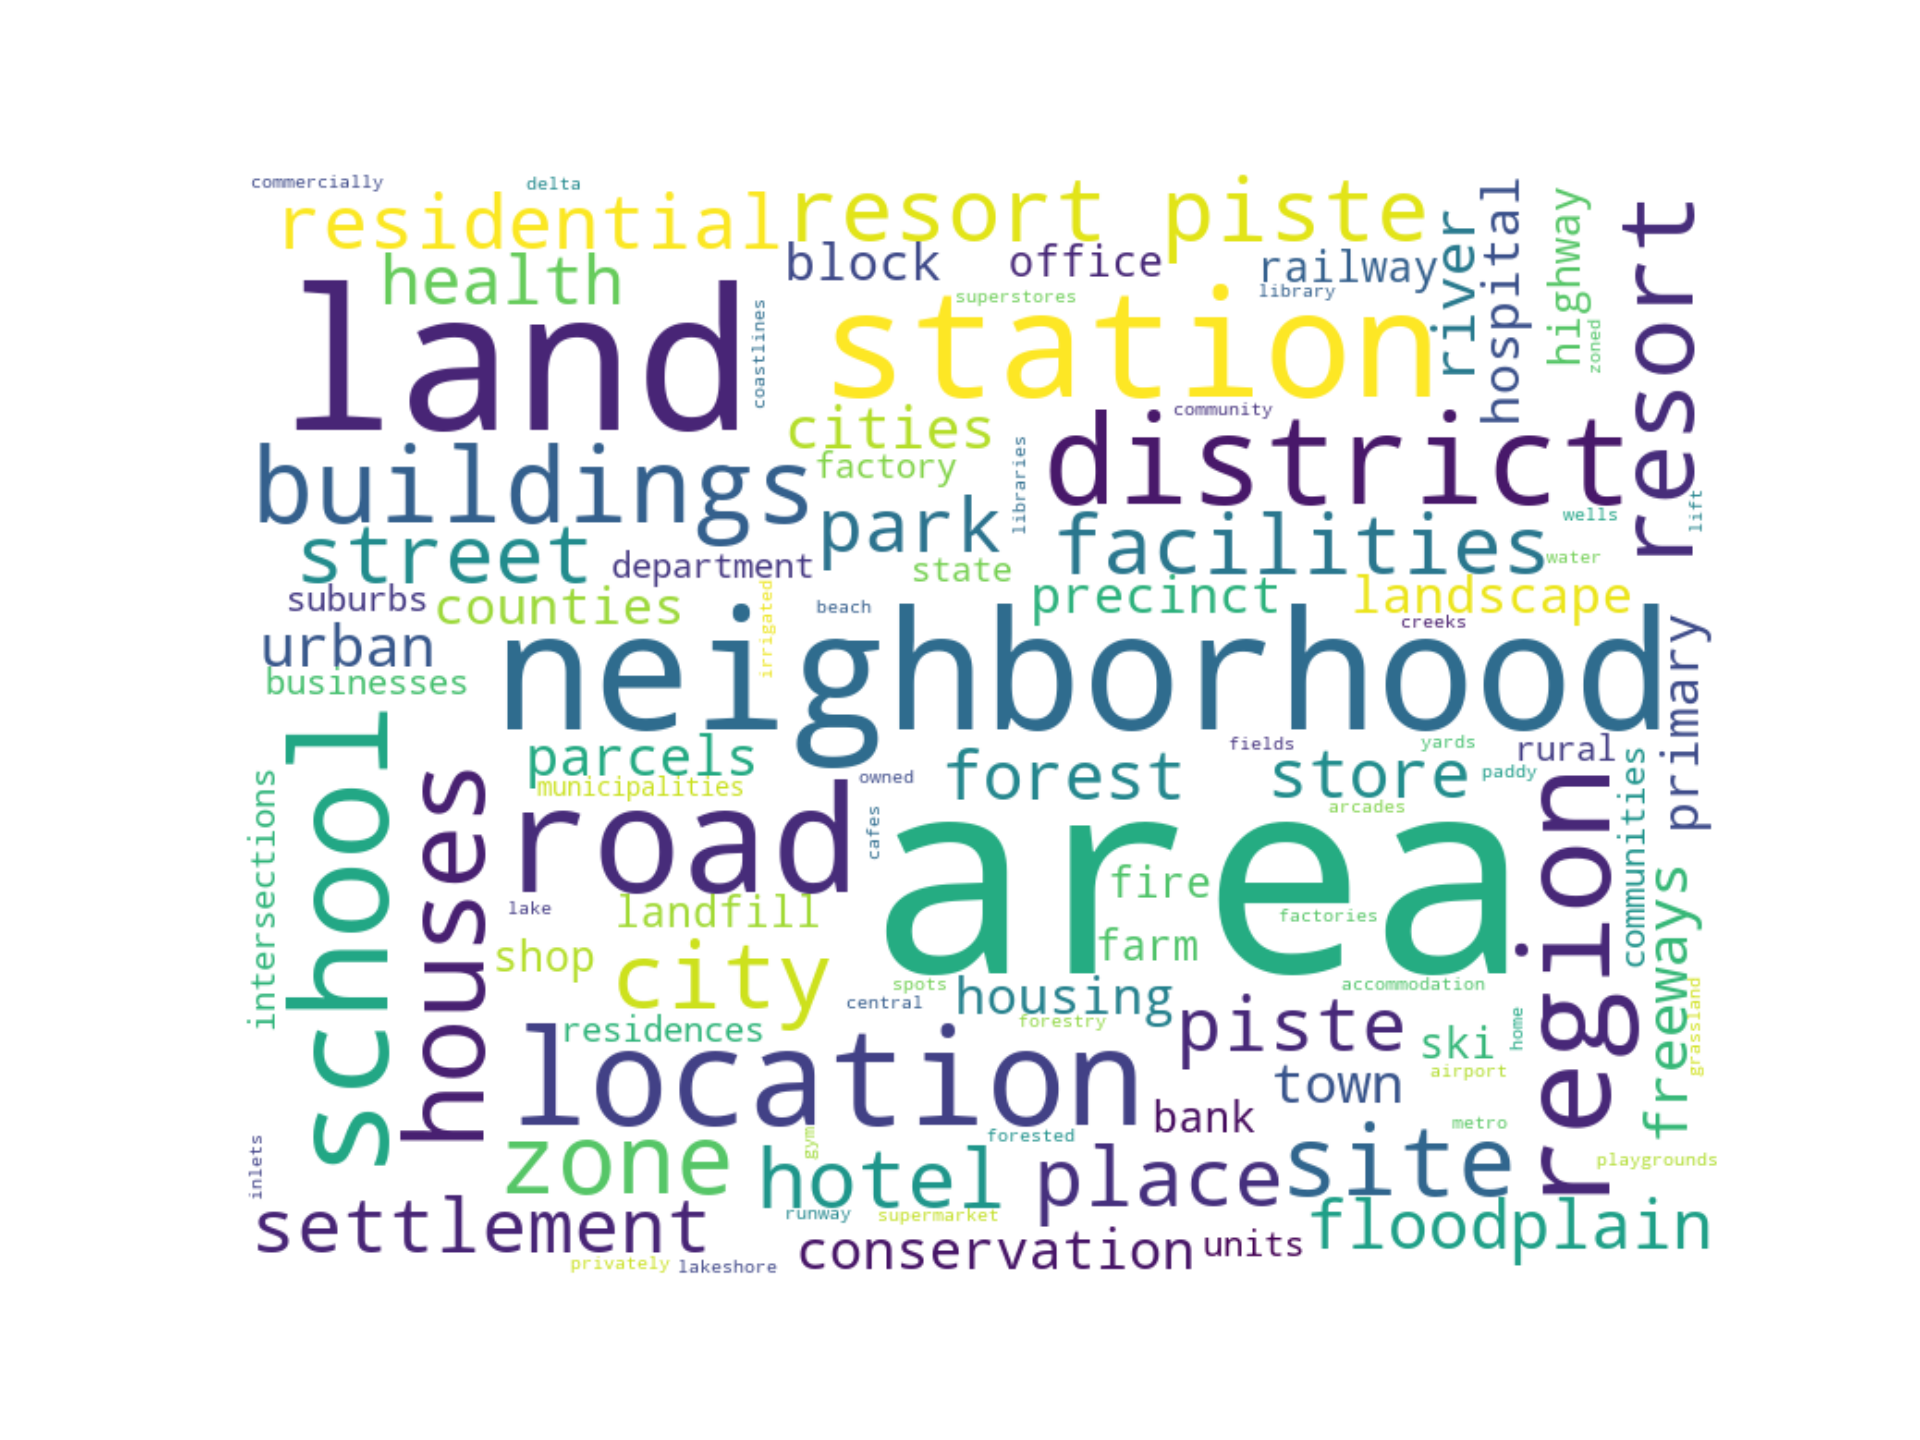 commercially
delta
residential
resort piste
health
block
office
railway
river
hospital
highway
resort
land
superstores
library
station
coastlines
zoned
cities
community
district
buildings
factory
libraries
park
facilities
wells
lift
street
department
state
water
suburbs
counties
irrigated
beach
precinct
landscape
creeks
urban
neighborhood
primary
businesses
school
parcels
forest
fields
yards
rural
store
paddy
municipalities
owned
houses
road
cafes
area
arcades
region
communities
intersections
fire
factories
freeways
lake
landfill
farm
shop
city
spots
housing
accommodation
central
forestry
piste
ski
home
grassland
residences
location
airport
town
bank
metro
inlets
zone
gym
forested
hotel
place
site
playgrounds
settlement
runway
supermarket
conservation
units
floodplain
privately
lakeshore